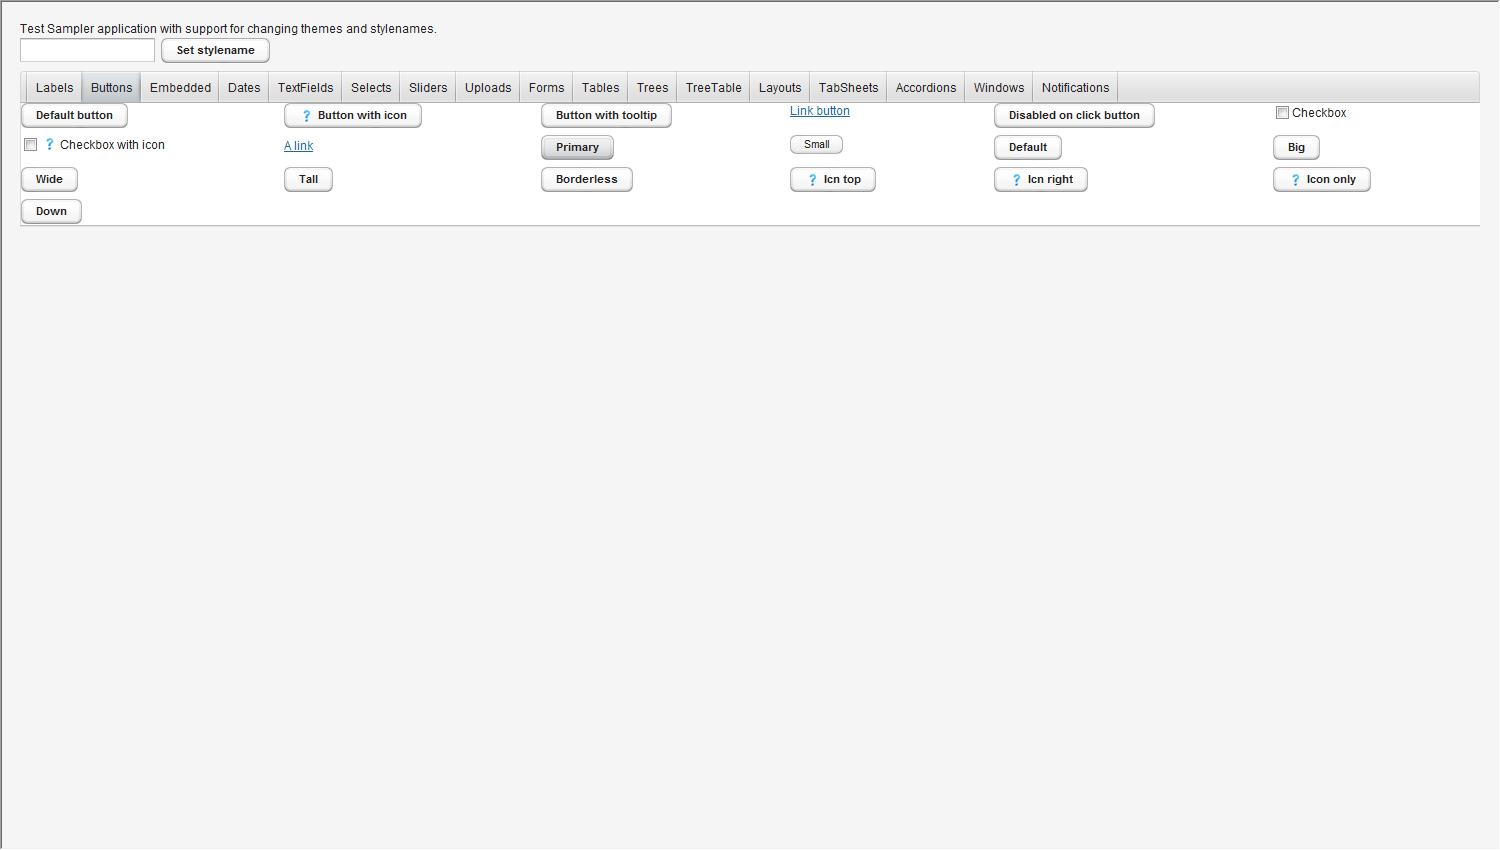 Test Sampler application with support for changing themes and stylenames.
Set stylename
Labels Buttons Embedded Dates TextFields Selects Sliders Uploads Forms Tables Trees TreeTable Layouts TabSheets Accordions Windows Notifications
Default button ? Button with icon Button with tooltip Link button Disabled on click button Checkbox
? Checkbox with icon A link Primary Small Default Big
Wide Tall Borderless ? Icn top ? Icn right ? Icon only
Down